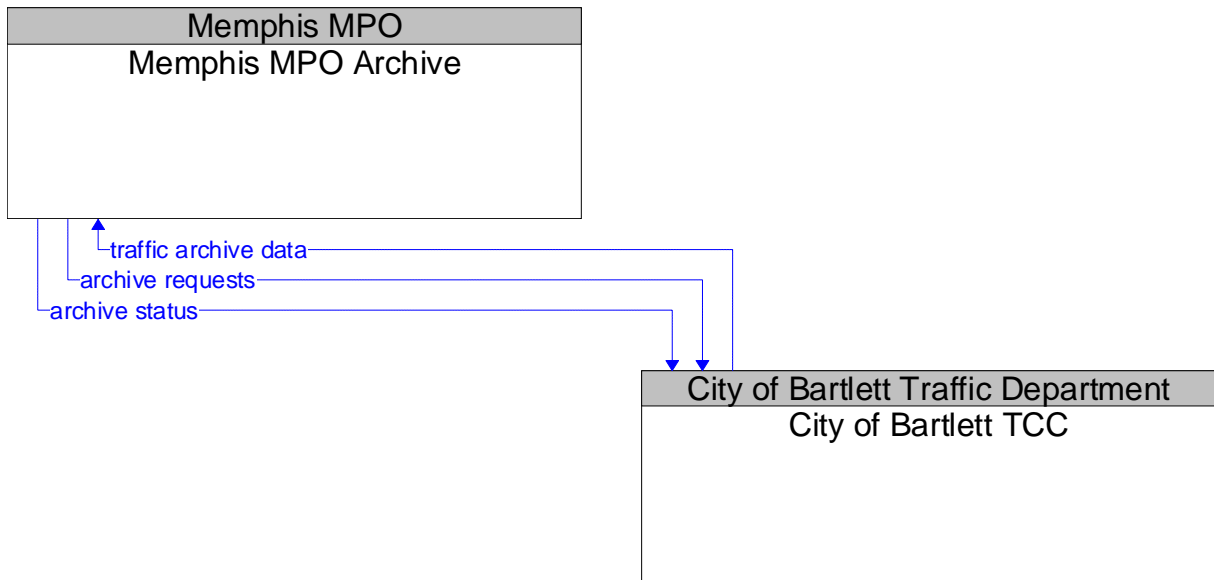 Memphis MPO
Memphis MPO Archive
traffic archive data
archive requests
archive status
City of Bartlett Traffic Department
City of Bartlett TCC